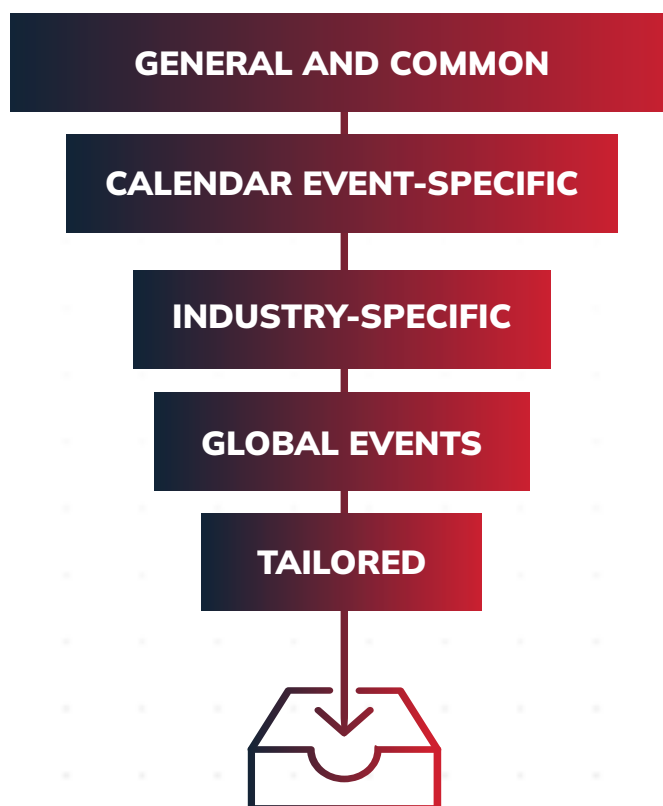 GENERAL AND COMMON
CALENDAR EVENT-SPECIFIC
INDUSTRY-SPECIFIC
GLOBAL EVENTS
TAILORED